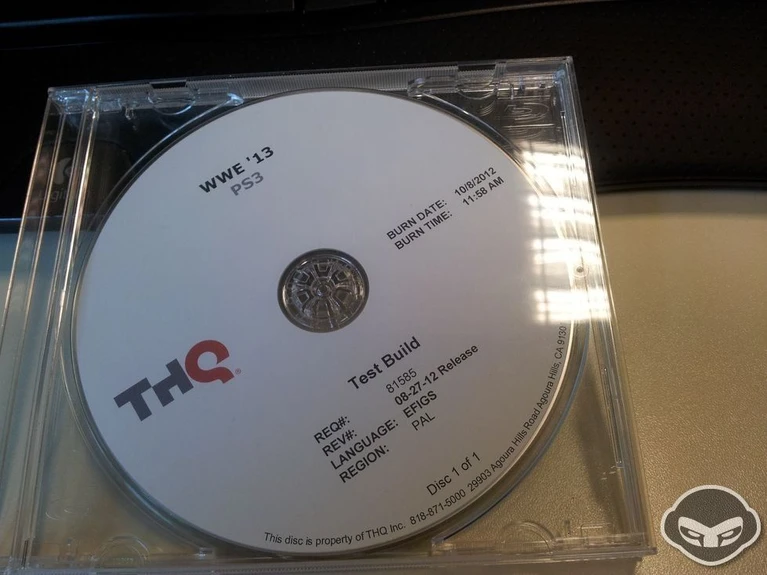 WWE '13
PS3
BURN DATE: 10/8/2012
BURN TIME: 11:58 AM
THQ®
Test Build
REQ#: 81585
REV#: 08-27-12 Release
LANGUAGE: EFIGS
REGION: PAL
Disc 1 of 1
This disc is property of THQ Inc. 818-871-5000 29903 Agoura Hills Road Agoura Hills, CA 9130